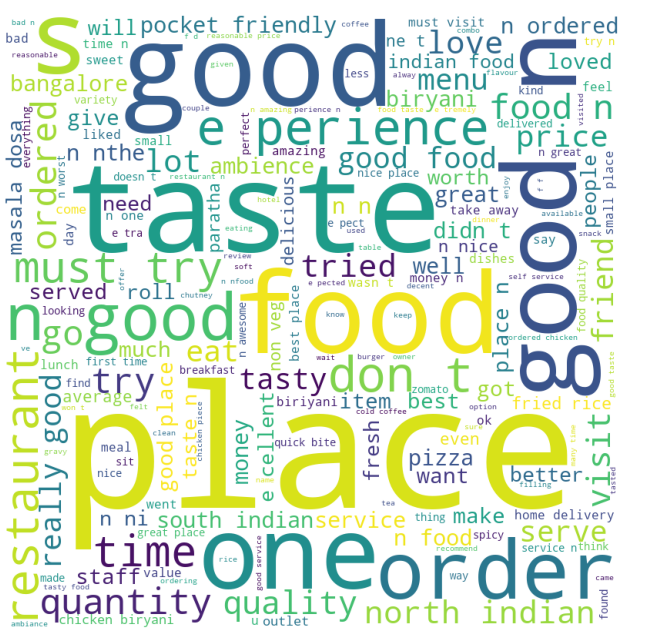 bad n
s
will
pocket friendly
coffee
must visit
n ordered
bad
reasonable
time n
f d
reasonable price
combo
ne t
love
try n
sweet
good
given
less
indian food
loved
n
bangalore
alway
flavour
menu
kind
feel
variety
couple
biryani
food n
visited
give
n amazing
perience n
food taste
e tremely
delivered
everything
liked
small
perfect
e perience
price
masala dosa
ordered
n worst
n nthe
lot
amazing
good food
n great
doesn t
restaurant n
ambience
nice place
worth
people
small place
come
need
paratha
hotel
taste
great
enjoy
f f
day
n one
delicious
n n
dinner
take away
available
e tra
eating
e pect
used
didn t
say
snack
good
must try
review
table
n nice
food quality
friend
offer
soft
tried
well
dishes
served
roll
n nfood
e pected
wasn t
money n
self service
looking
chutney
decent
n
good
food
place n
ordered chicken
go
n awesome
best place
know
keep
good taste
ve
much
eat
non veg
restaurant
first time
wait
burger
owner
lunch
breakfast
find
try
good place
taste n
tasty
don t
zomato
got
average
won t
felt
chicken piece
biriyani
item
best
option
fried rice
really good
place
money
e cellent
cold coffee
ok
visit
clean
fresh
sure
many time
meal
quick bite
even
gravy
sit
pizza
tasted
nice
name
want
better
filling
went
tea
n ni
south indian
service
thing
make
home delivery
great place
n food
spicy
serve
time
one
good service
rice
recommend
order
service n
think
made
staff
value
ordering
way
came
tasty food
found
quantity
quality
north indian
ambiance
chicken biryani
u
outlet